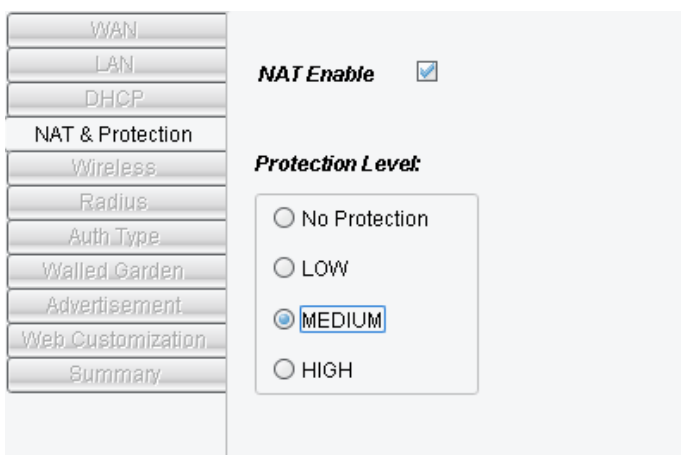 WAN
LAN
DHCP
NAT & Protection
Wireless
Radius
Auth Type
Walled Garden
Advertisement
Web Customization
Summary
NAT Enable
Protection Level:
No Protection
LOW
MEDIUM
HIGH